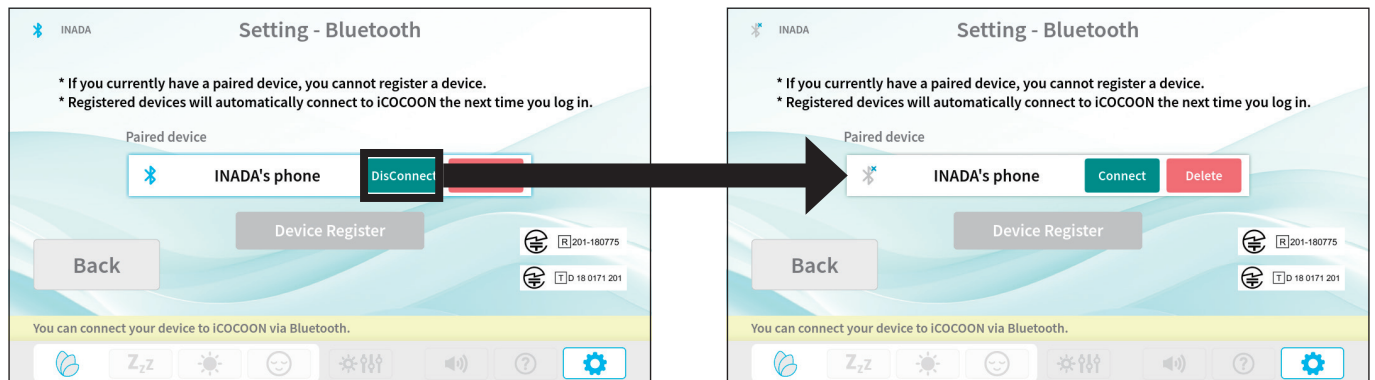 INADA
Setting - Bluetooth
* If you currently have a paired device, you cannot register a device.
* Registered devices will automatically connect to iCOCOON the next time you log in.
Paired device
INADA's phone
DisConnect
Device Register
R 201-180775
Back
T D 18 0171 201
You can connect your device to iCOCOON via Bluetooth.
ZzZ
?
INADA
Setting - Bluetooth
* If you currently have a paired device, you cannot register a device.
* Registered devices will automatically connect to iCOCOON the next time you log in.
Paired device
INADA's phone
Connect
Delete
Device Register
R 201-180775
Back
T D 18 0171 201
You can connect your device to iCOCOON via Bluetooth.
ZzZ
?